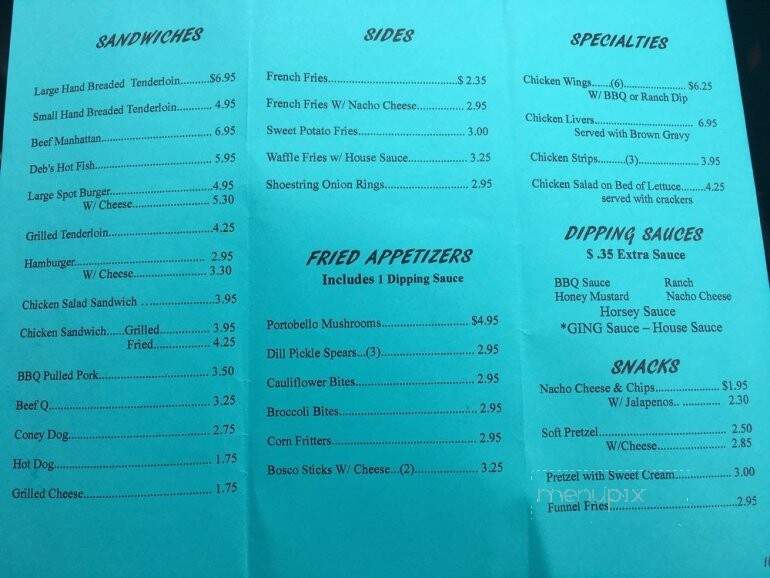 SANDWICHES
Large Hand Breaded Tenderloin.........$6.95
Small Hand Breaded Tenderloin......... 4.95
Beef Manhattan............................ 6.95
Deb's Hot Fish............................. 5.95
Large Spot Burger..........................4.95
W/ Cheese.................... 5.30
Grilled Tenderloin...........................4.25
Hamburger................................ 2.95
W/ Cheese.................... 3.30
Chicken Salad Sandwich ...................3.95
Chicken Sandwich......Grilled............. 3.95
Fried................ 4.25
BBQ Pulled Pork............................ 3.50
Beef Q...................................... 3.25
Coney Dog.................................. 2.75
Hot Dog..................................... 1.75
Grilled Cheese.............................. 1.75
SIDES
French Fries...............................$ 2.35
French Fries W/ Nacho Cheese............. 2.95
Sweet Potato Fries.......................... 3.00
Waffle Fries w/ House Sauce............... 3.25
Shoestring Onion Rings..................... 2.95
FRIED APPETIZERS
Includes 1 Dipping Sauce
Portobello Mushrooms..................... $4.95
Dill Pickle Spears...(3)..................... 2.95
Cauliflower Bites........................... 2.95
Broccoli Bites............................... 2.95
Corn Fritters................................ 2.95
Bosco Sticks W/ Cheese...(2)............... 3.25
SPECIALTIES
Chicken Wings.......(6)..................... $6.25
W/ BBQ or Ranch Dip
Chicken Livers............................ 6.95
Served with Brown Gravy
Chicken Strips.........(3).................. 3.95
Chicken Salad on Bed of Lettuce........4.25
served with crackers
DIPPING SAUCES
$ .35 Extra Sauce
BBQ Sauce Ranch
Honey Mustard Nacho Cheese
Horsey Sauce
*GING Sauce – House Sauce
SNACKS
Nacho Cheese & Chips.................... $1.95
W/ Jalapenos.. ............. 2.30
Soft Pretzel............................... 2.50
W/Cheese................... 2.85
Pretzel with Sweet Cream................. 3.00
menupix
Funnel Fries...............................2.95